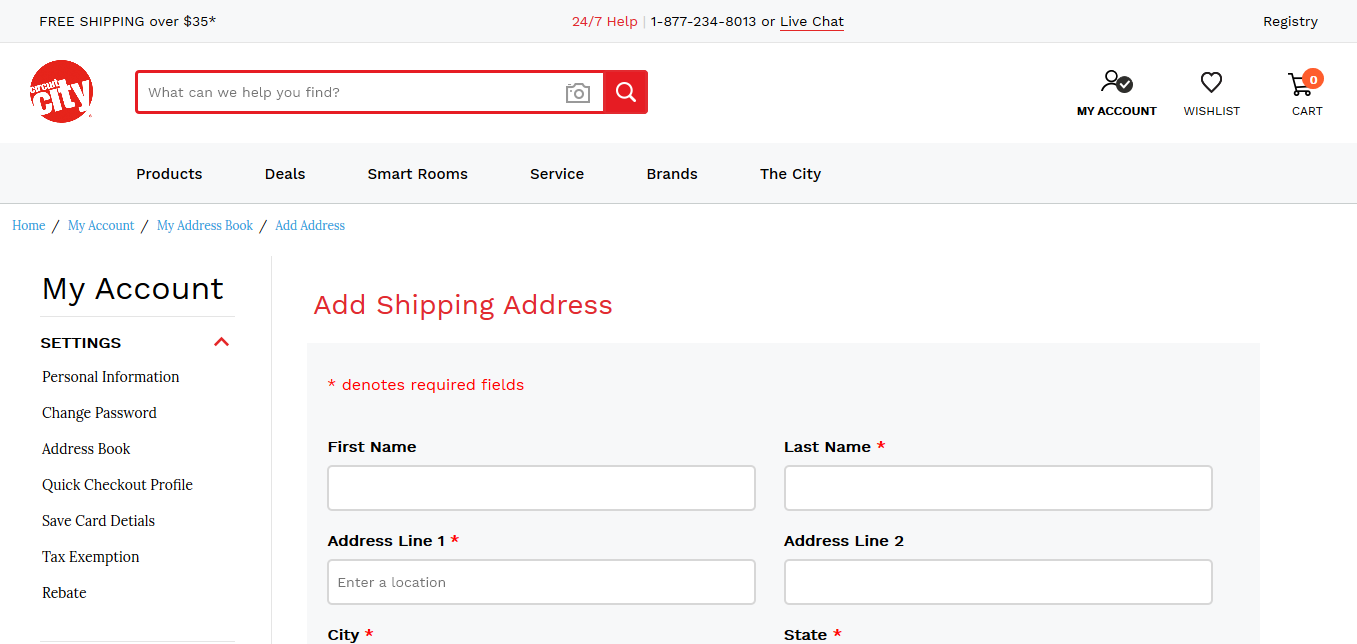 FREE SHIPPING over $35*
24/7 Help | 1-877-234-8013 or Live Chat
Registry
circuit
city
What can we help you find?
MY ACCOUNT
WISHLIST
0
CART
Products
Deals
Smart Rooms
Service
Brands
The City
Home / My Account / My Address Book / Add Address
My Account
SETTINGS
Personal Information
Change Password
Address Book
Quick Checkout Profile
Save Card Detials
Tax Exemption
Rebate
Add Shipping Address
* denotes required fields
First Name
Last Name *
Address Line 1 *
Address Line 2
Enter a location
City *
State *